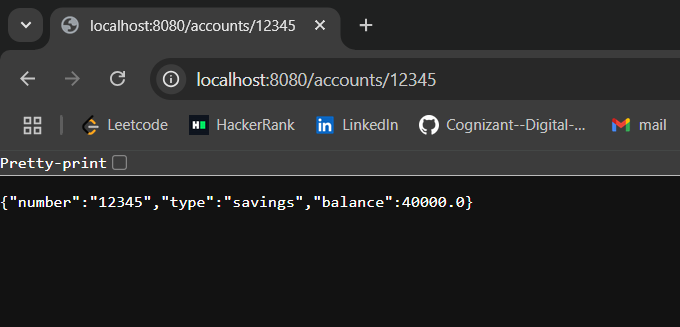 localhost:8080/accounts/12345
localhost:8080/accounts/12345
Leetcode HackerRank LinkedIn Cognizant--Digital-... mail
Pretty-print
{"number":"12345","type":"savings","balance":40000.0}